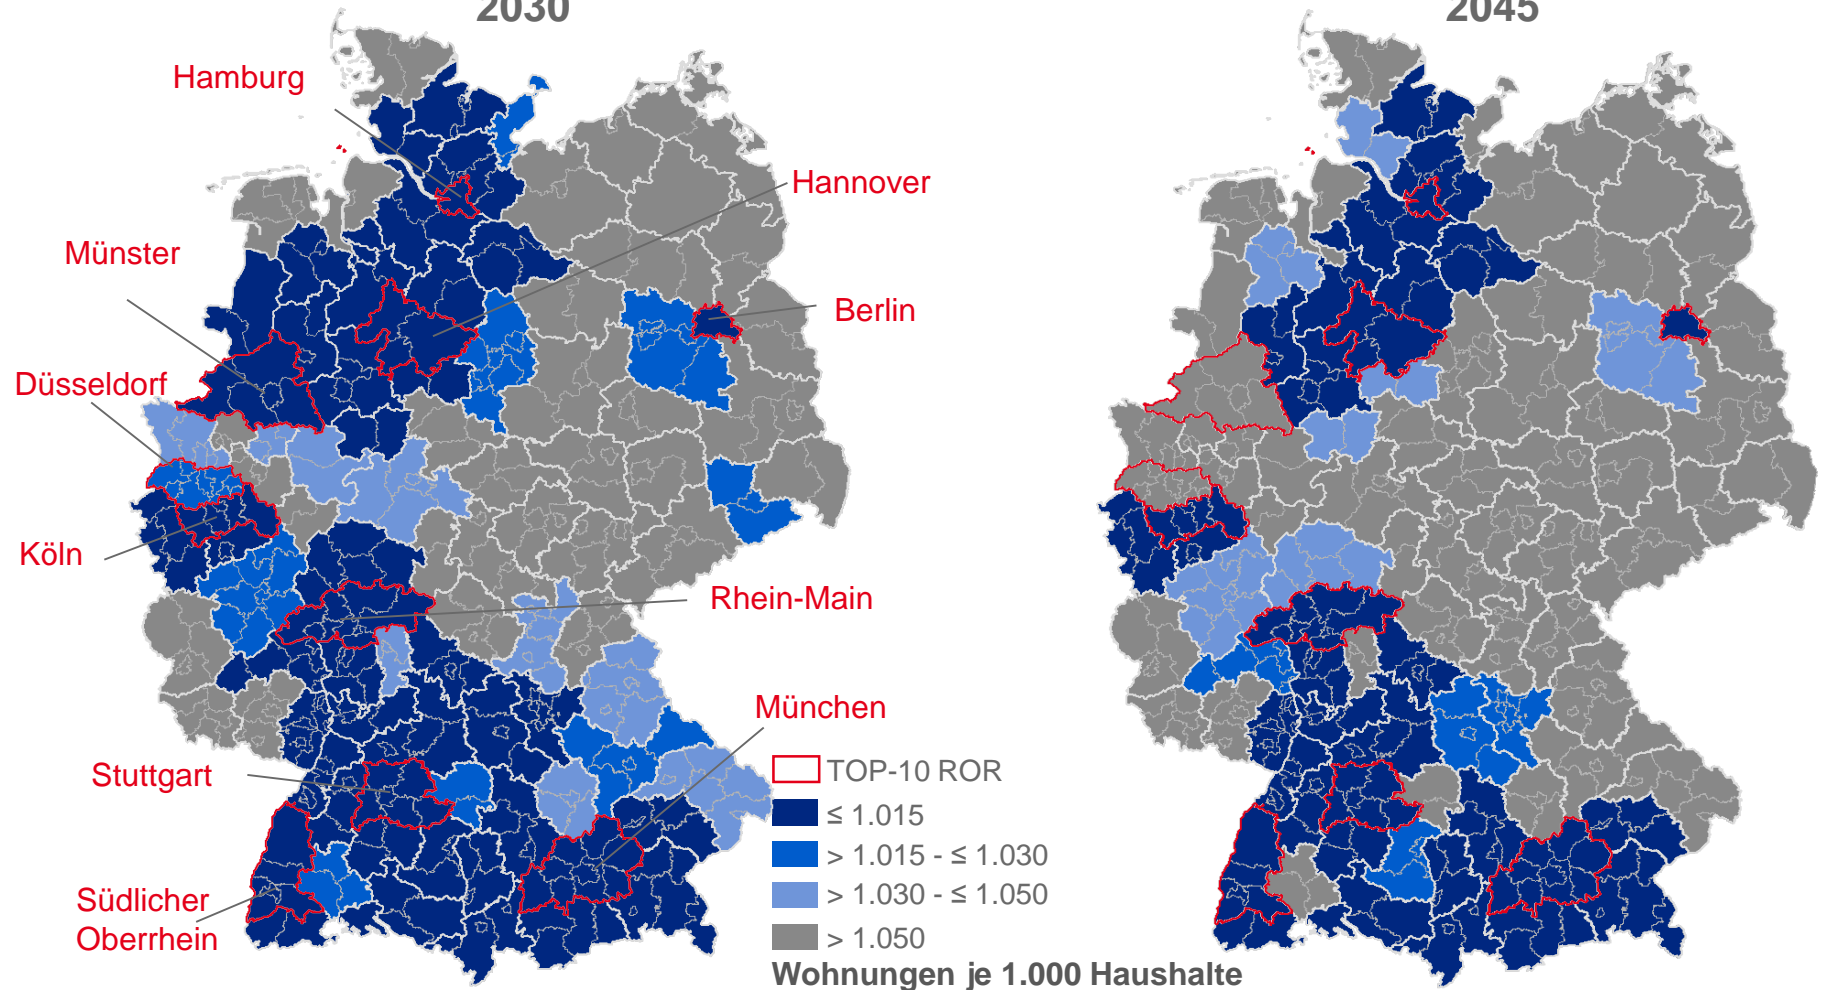 2030
2045
Hamburg
Hannover
Münster
Berlin
Düsseldorf
Köln
Rhein-Main
München
Stuttgart
Südlicher
Oberrhein
TOP-10 ROR
≤ 1.015
> 1.015 - ≤ 1.030
> 1.030 - ≤ 1.050
> 1.050
Wohnungen je 1.000 Haushalte